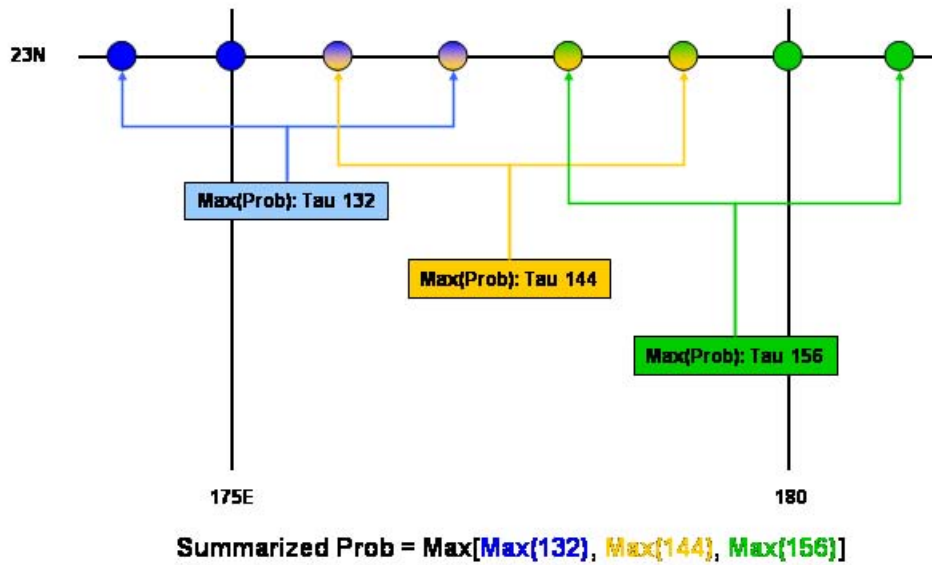 23N
Max(Prob): Tau 132
Max(Prob): Tau 144
Max(Prob): Tau 156
175E
180
Summarized Prob = Max[Max(132), Max(144), Max(156)]